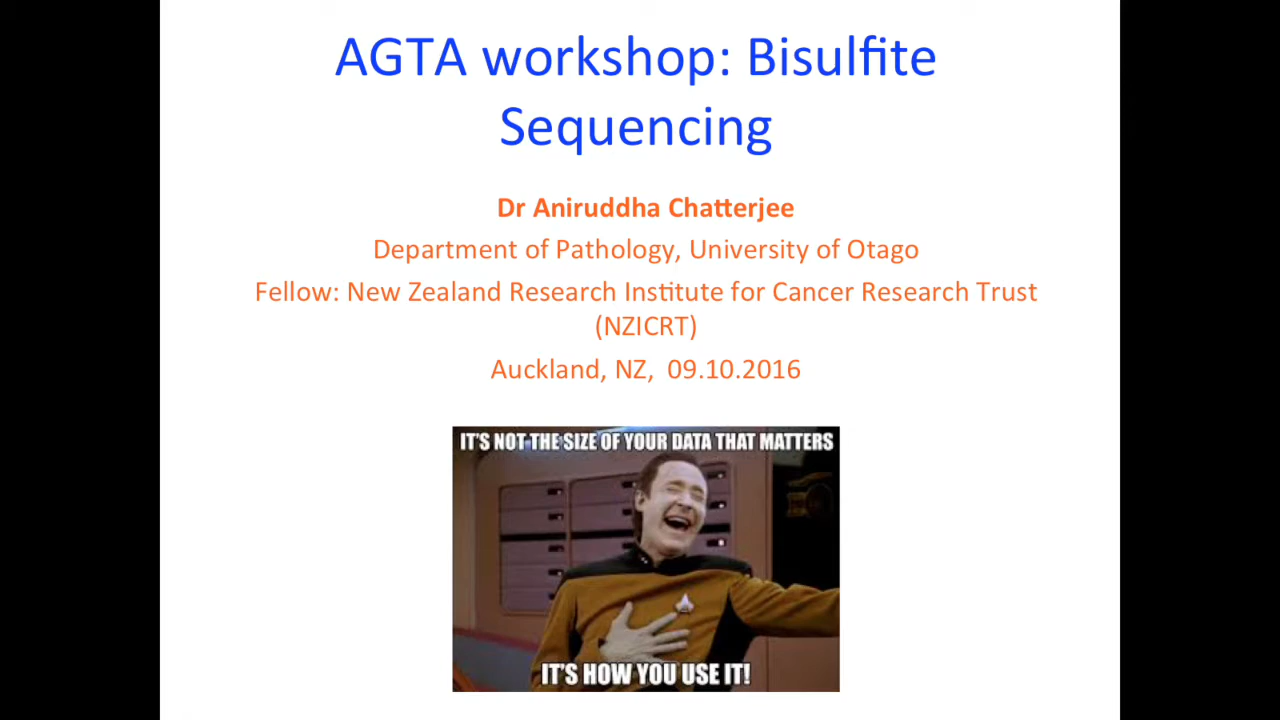 AGTA workshop: Bisulfite
Sequencing
Dr Aniruddha Chatterjee
Department of Pathology, University of Otago
Fellow: New Zealand Research Institute for Cancer Research Trust
(NZICRT)
Auckland, NZ, 09.10.2016
IT'S NOT THE SIZE OF YOUR DATA THAT MATTERS
IT'S HOW YOU USE IT!